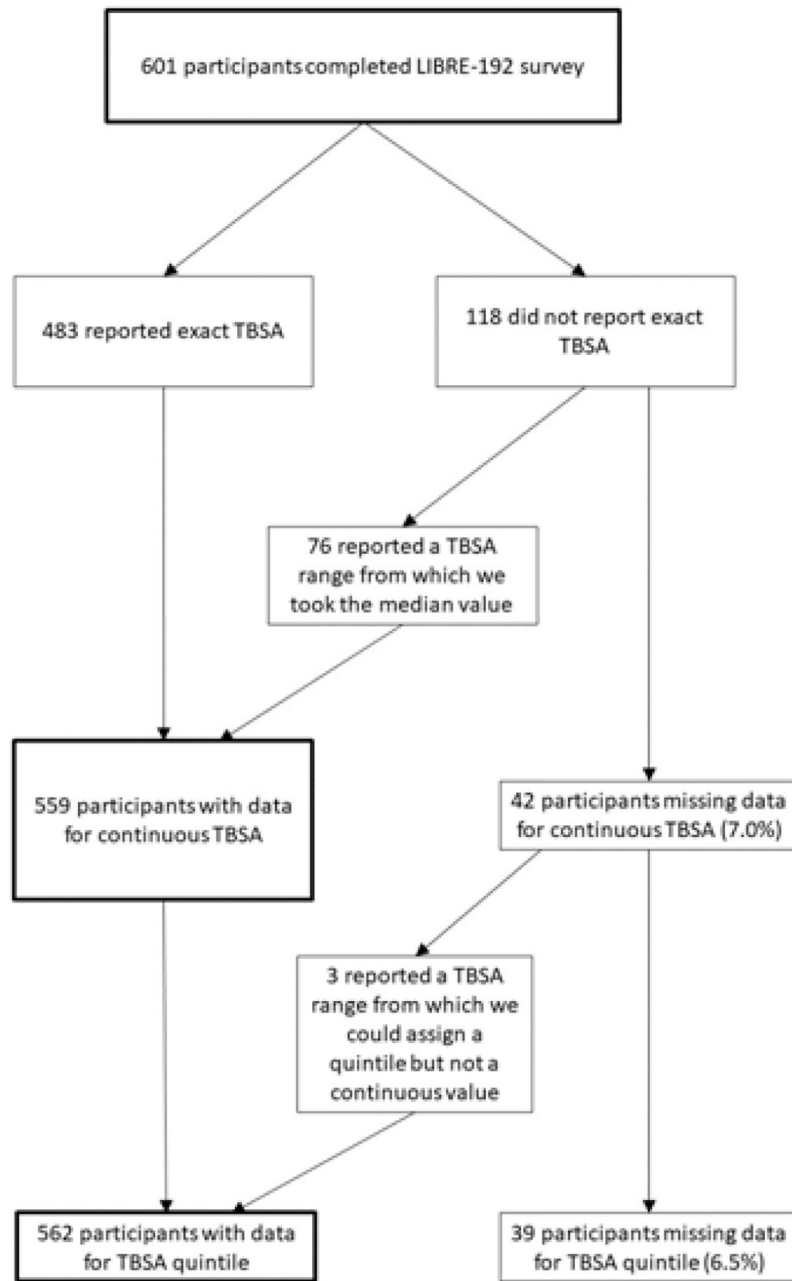 601 participants completed LIBRE-192 survey
483 reported exact TBSA
118 did not report exact
TBSA
76 reported a TBSA
range from which we
took the median value
559 participants with data
for continuous TBSA
42 participants missing data
for continuous TBSA (7.0%)
3 reported a TBSA
range from which we
could assign a
quintile but not a
continuous value
562 participants with data
for TBSA quintile
39 participants missing data
for TBSA quintile (6.5%)